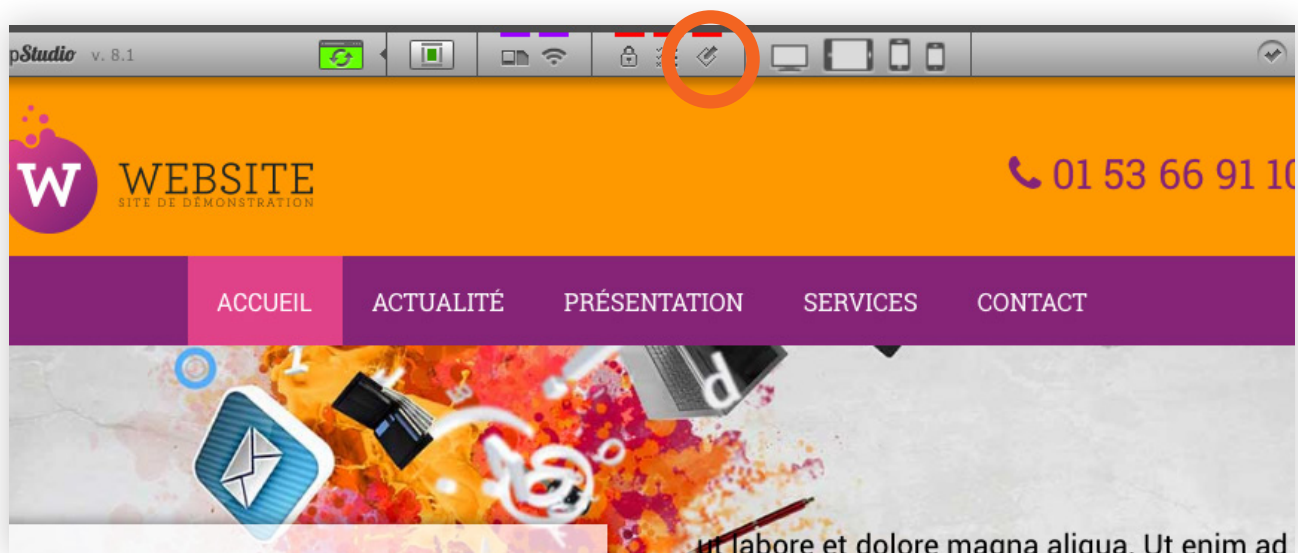 pStudio v. 8.1
W
WEBSITE
SITE DE DÉMONSTRATION
01 53 66 91 10
ACCUEIL ACTUALITÉ PRÉSENTATION SERVICES CONTACT
d
ut labore et dolore magna aliqua. Ut enim ad